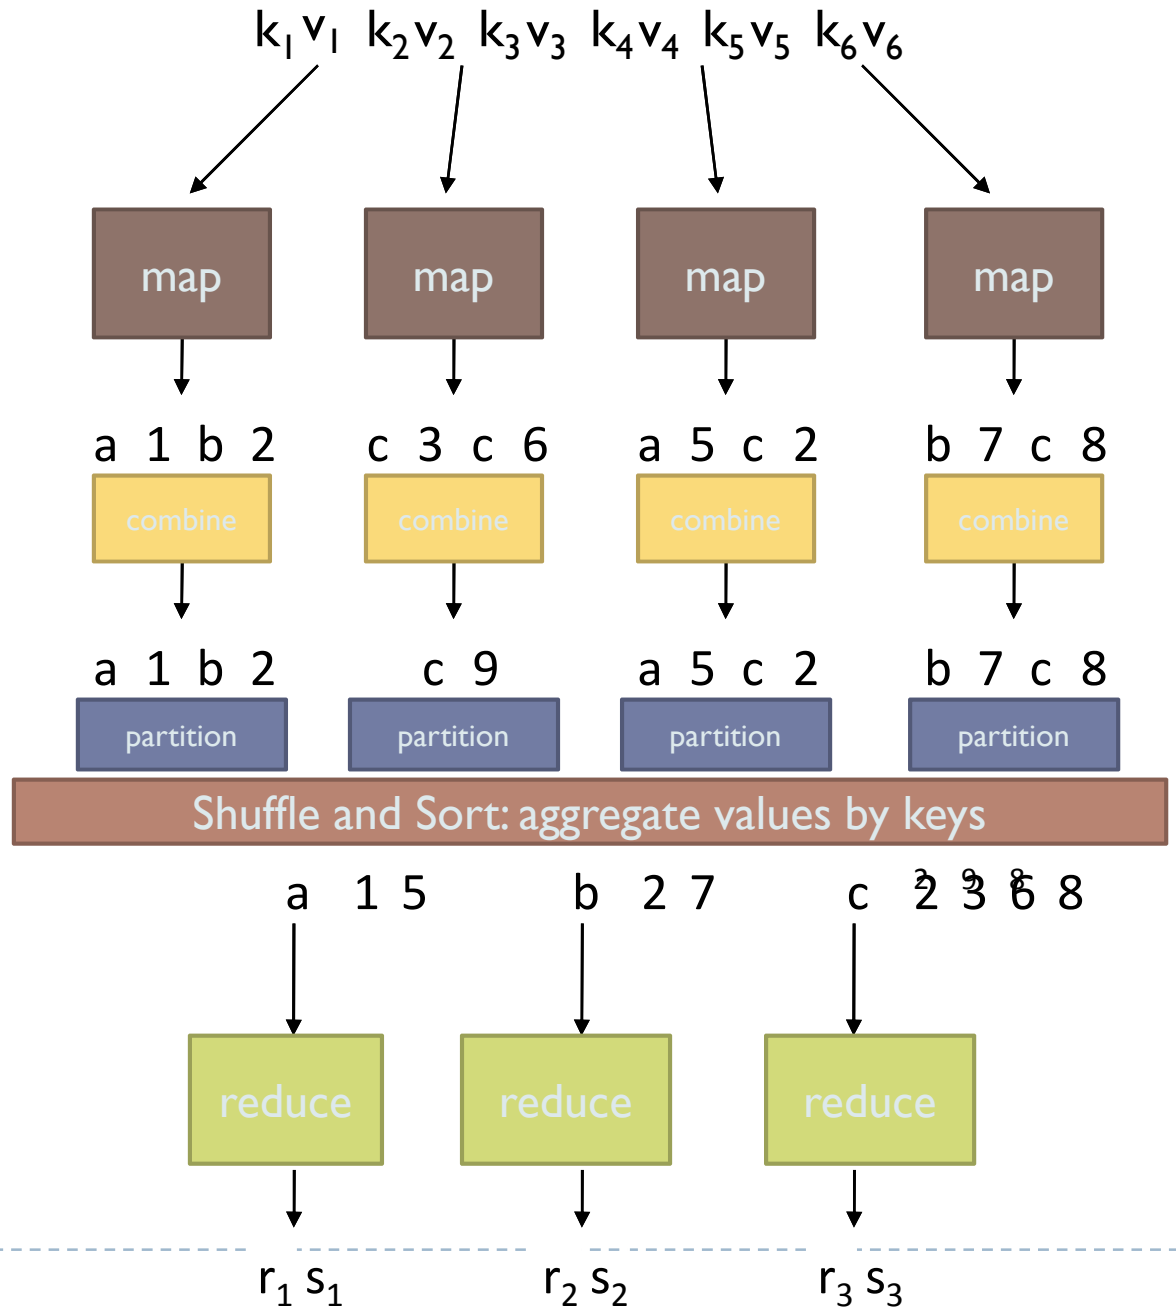 k₁ v₁ k₂ v₂ k₃ v₃ k₄ v₄ k₅ v₅ k₆ v₆
map map map map
a 1 b 2 c 3 c 6 a 5 c 2 b 7 c 8
combine combine combine combine
a 1 b 2 c 9 a 5 c 2 b 7 c 8
partition partition partition partition
Shuffle and Sort: aggregate values by keys
2 9 8
a 1 5 b 2 7 c 2 3 6 8
reduce reduce reduce
r₁ s₁ r₂ s₂ r₃ s₃